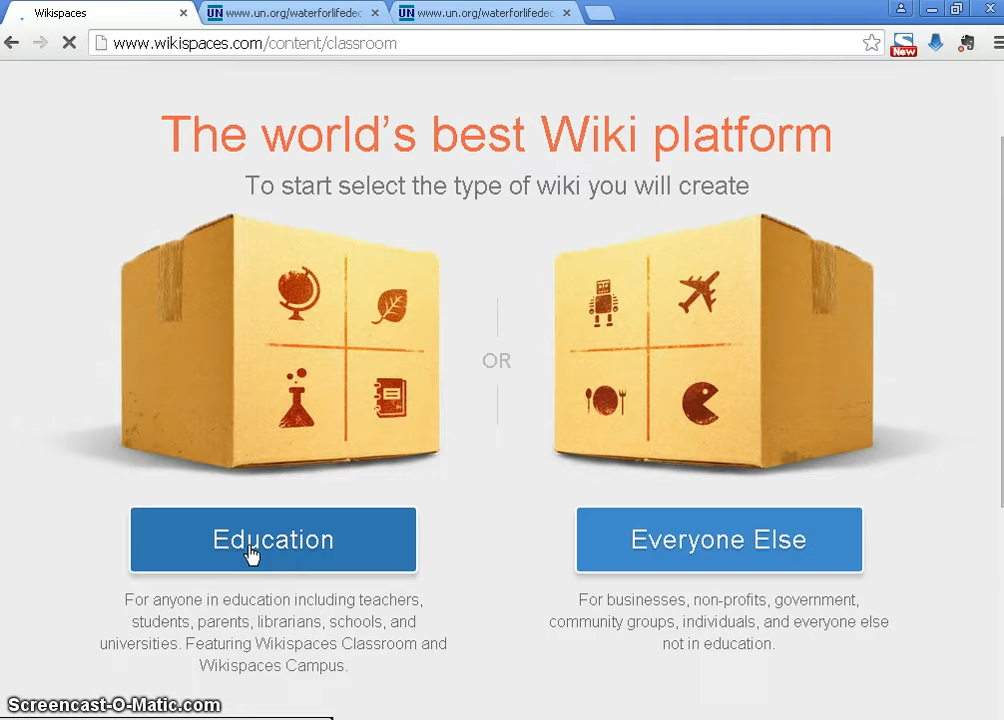 Wikispaces
UN www.un.org/waterforlifedec
UN www.un.org/waterforlifedec
www.wikispaces.com/content/classroom
New
The world's best Wiki platform
To start select the type of wiki you will create
OR
Education
Everyone Else
For anyone in education including teachers,
students, parents, librarians, schools, and
universities. Featuring Wikispaces Classroom and
Wikispaces Campus.
For businesses, non-profits, government,
community groups, individuals, and everyone else
not in education.
Screencast-O-Matic.com